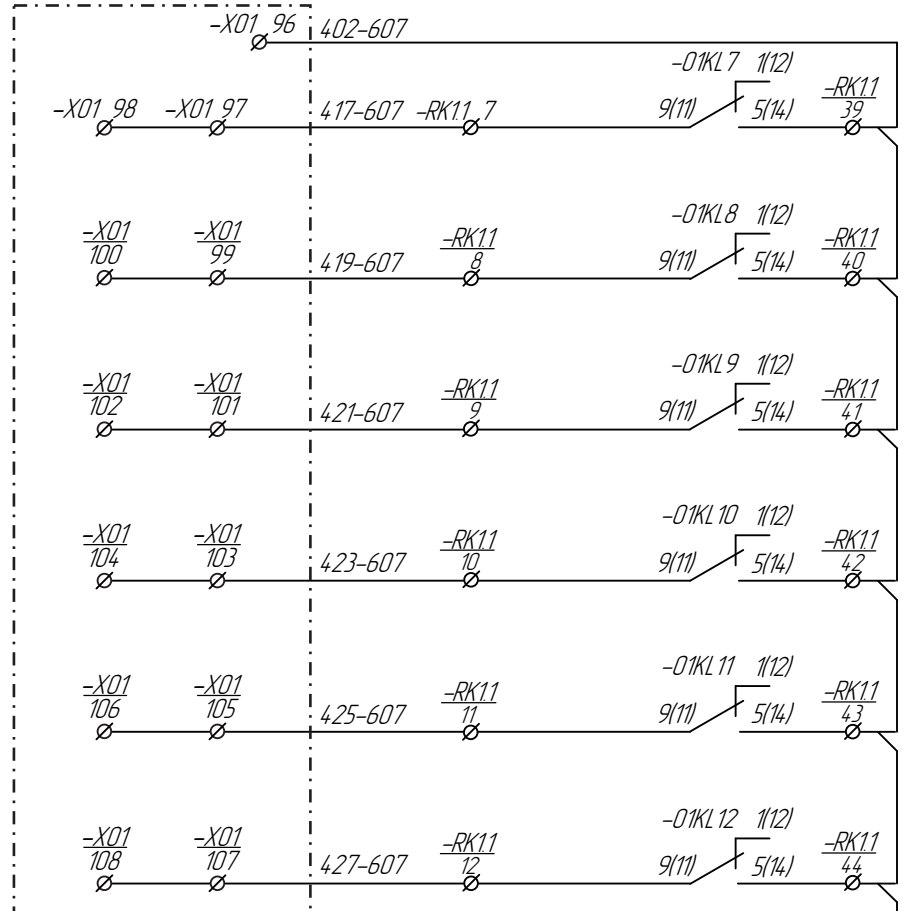 -X01 96 402-607
-01KL7 1(12)
-X01 98 -X01 97 417-607 -RK1.1 7 9(11) 5(14) -RK1.1 39
-01KL8 1(12)
-X01 100 -X01 99 419-607 -RK1.1 8 9(11) 5(14) -RK1.1 40
-01KL9 1(12)
-X01 102 -X01 101 421-607 -RK1.1 9 9(11) 5(14) -RK1.1 41
-01KL10 1(12)
-X01 104 -X01 103 423-607 -RK1.1 10 9(11) 5(14) -RK1.1 42
-01KL11 1(12)
-X01 106 -X01 105 425-607 -RK1.1 11 9(11) 5(14) -RK1.1 43
-01KL12 1(12)
-X01 108 -X01 107 427-607 -RK1.1 12 9(11) 5(14) -RK1.1 44